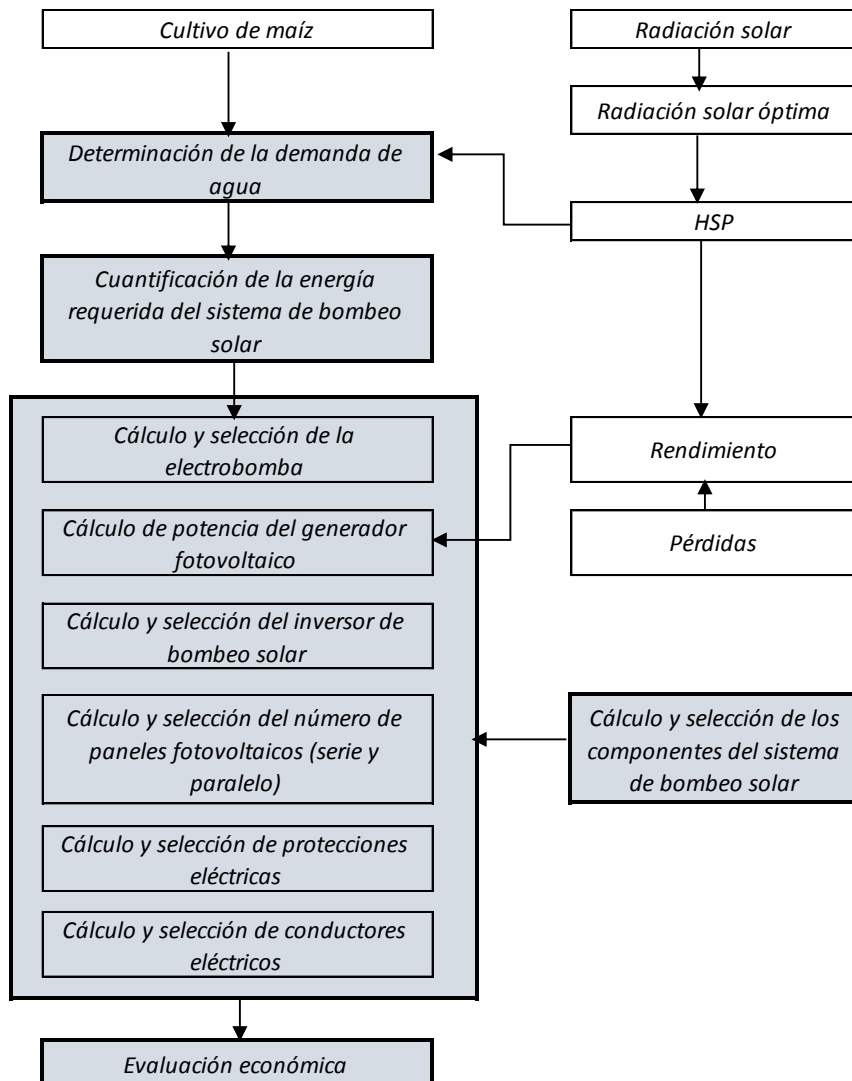 Cultivo de maíz
Radiación solar
Radiación solar óptima
Determinación de la demanda de
agua
HSP
Cuantificación de la energía
requerida del sistema de bombeo
solar
Cálculo y selección de la
electrobomba
Rendimiento
Cálculo de potencia del generador
fotovoltaico
Pérdidas
Cálculo y selección del inversor de
bombeo solar
Cálculo y selección del número de
paneles fotovoltaicos (serie y
paralelo)
Cálculo y selección de los
componentes del sistema
de bombeo solar
Cálculo y selección de protecciones
eléctricas
Cálculo y selección de conductores
eléctricos
Evaluación económica